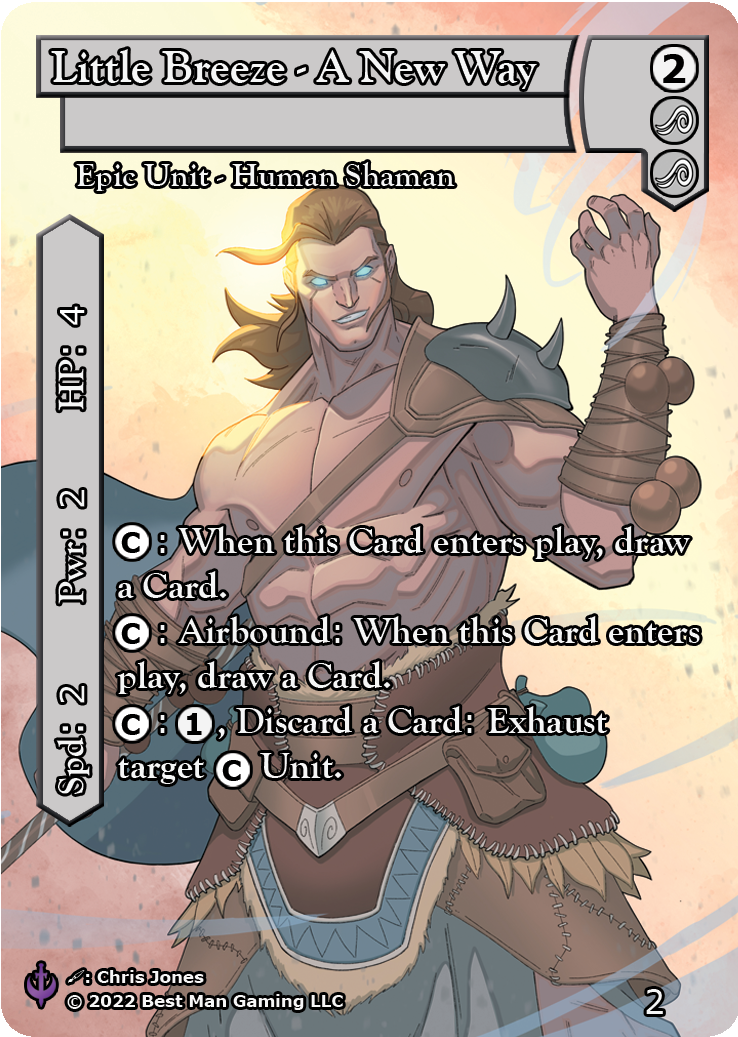 Little Breeze - A New Way
2
Epic Unit - Human Shaman
HP: 4
Pwr: 2
Spd: 2
C: When this Card enters play, draw
a Card.
C: Airbound: When this Card enters
play, draw a Card.
C: 1, Discard a Card: Exhaust
target C Unit.
: Chris Jones
© 2022 Best Man Gaming LLC
2